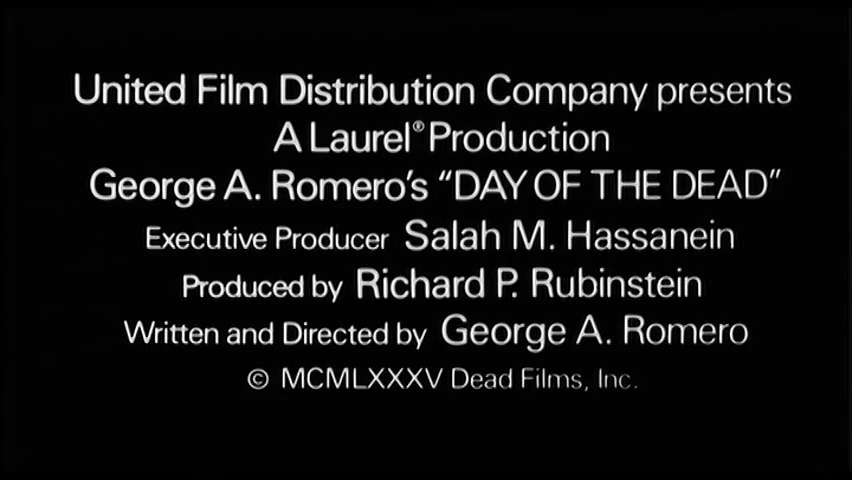 United Film Distribution Company presents
A Laurel® Production
George A. Romero's “DAY OF THE DEAD”
Executive Producer Salah M. Hassanein
Produced by Richard P. Rubinstein
Written and Directed by George A. Romero
© MCMLXXXV Dead Films, Inc.